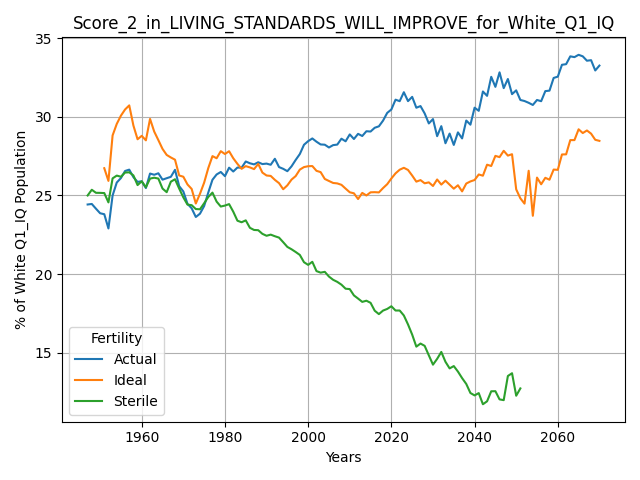 Score_2_in_LIVING_STANDARDS_WILL_IMPROVE_for_White_Q1_IQ
35
30
25
20
15
% of White Q1_IQ Population
Fertility
Actual
Ideal
Sterile
1960 1980 2000 2020 2040 2060
Years